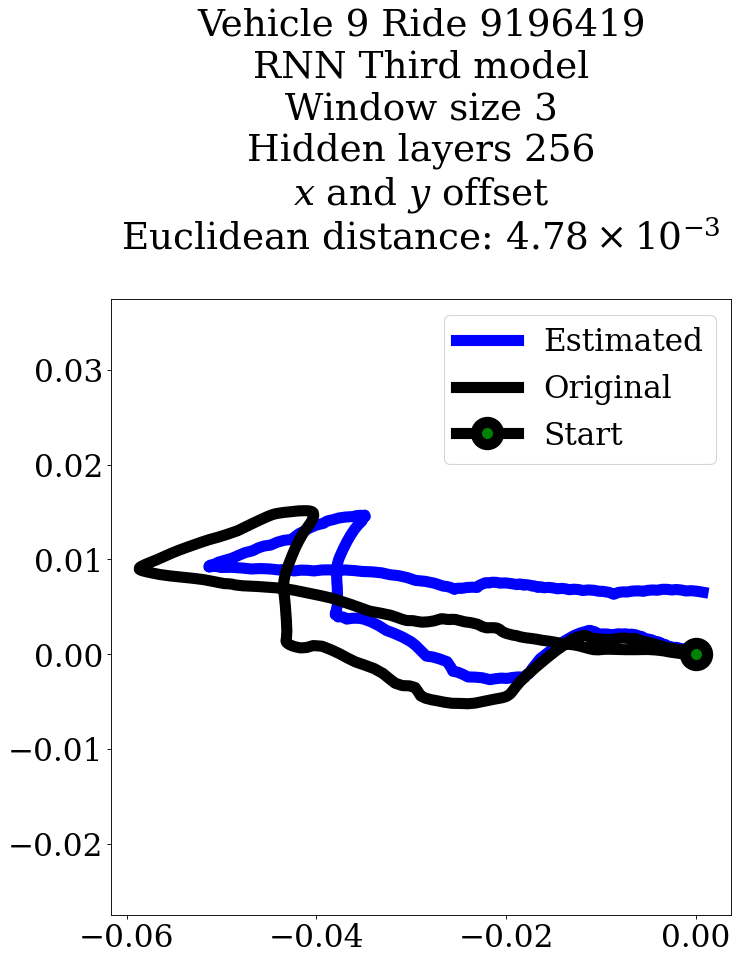 Vehicle 9 Ride 9196419
RNN Third model
Window size 3
Hidden layers 256
x and y offset
Euclidean distance: 4.78 × 10⁻³
Estimated
Original
Start
0.03
0.02
0.01
0.00
−0.01
−0.02
−0.06 −0.04 −0.02 0.00